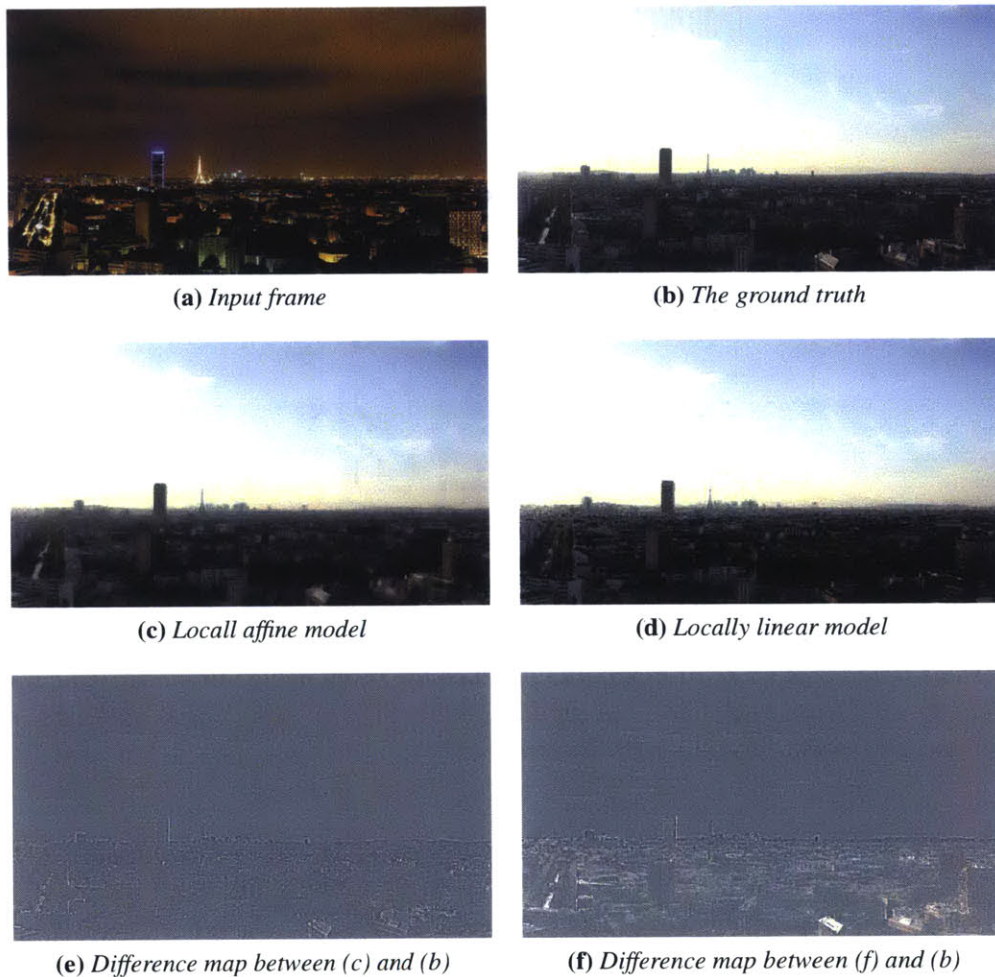 (a) Input frame
(b) The ground truth
(c) Locall affine model
(d) Locally linear model
(e) Difference map between (c) and (b)
(f) Difference map between (f) and (b)